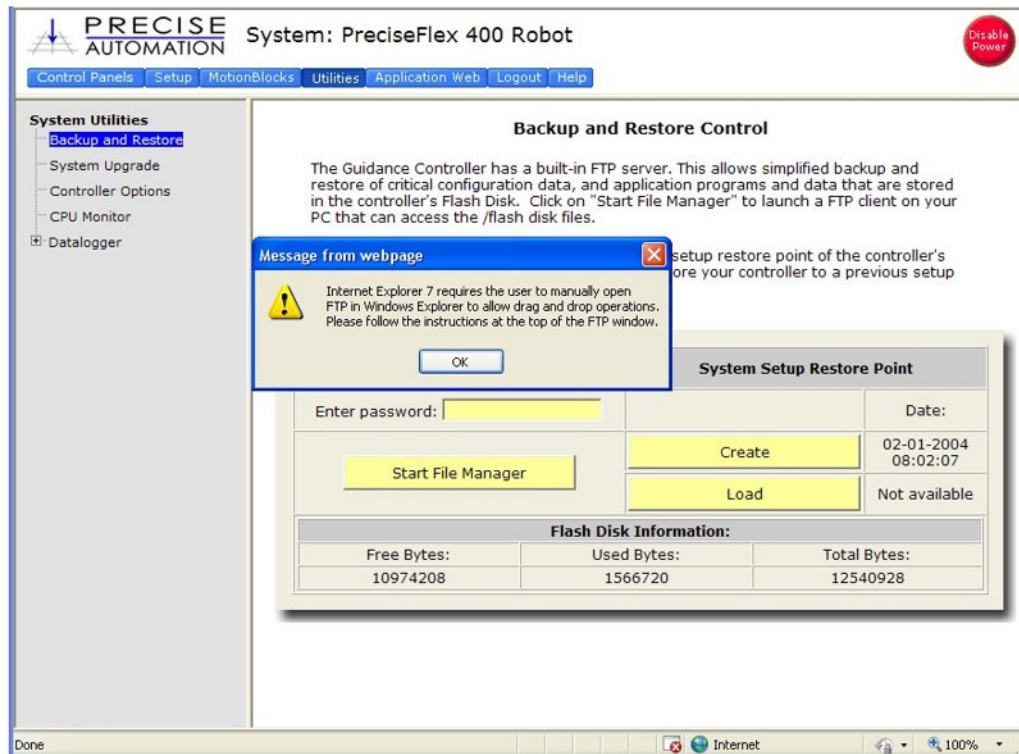 PRECISE
AUTOMATION
System: PreciseFlex 400 Robot
Disable
Power
Control Panels Setup MotionBlocks Utilities Application Web Logout Help
System Utilities
Backup and Restore
System Upgrade
Controller Options
CPU Monitor
Datalogger
Backup and Restore Control
The Guidance Controller has a built-in FTP server. This allows simplified backup and
restore of critical configuration data, and application programs and data that are stored
in the controller's Flash Disk. Click on "Start File Manager" to launch a FTP client on your
PC that can access the /flash disk files.
setup restore point of the controller's
ore your controller to a previous setup
Message from webpage
Internet Explorer 7 requires the user to manually open
FTP in Windows Explorer to allow drag and drop operations.
Please follow the instructions at the top of the FTP window.
OK
System Setup Restore Point
Enter password:
Date:
Start File Manager
Create
02-01-2004
08:02:07
Load
Not available
Flash Disk Information:
Free Bytes: Used Bytes: Total Bytes:
10974208 1566720 12540928
Done
Internet
100%